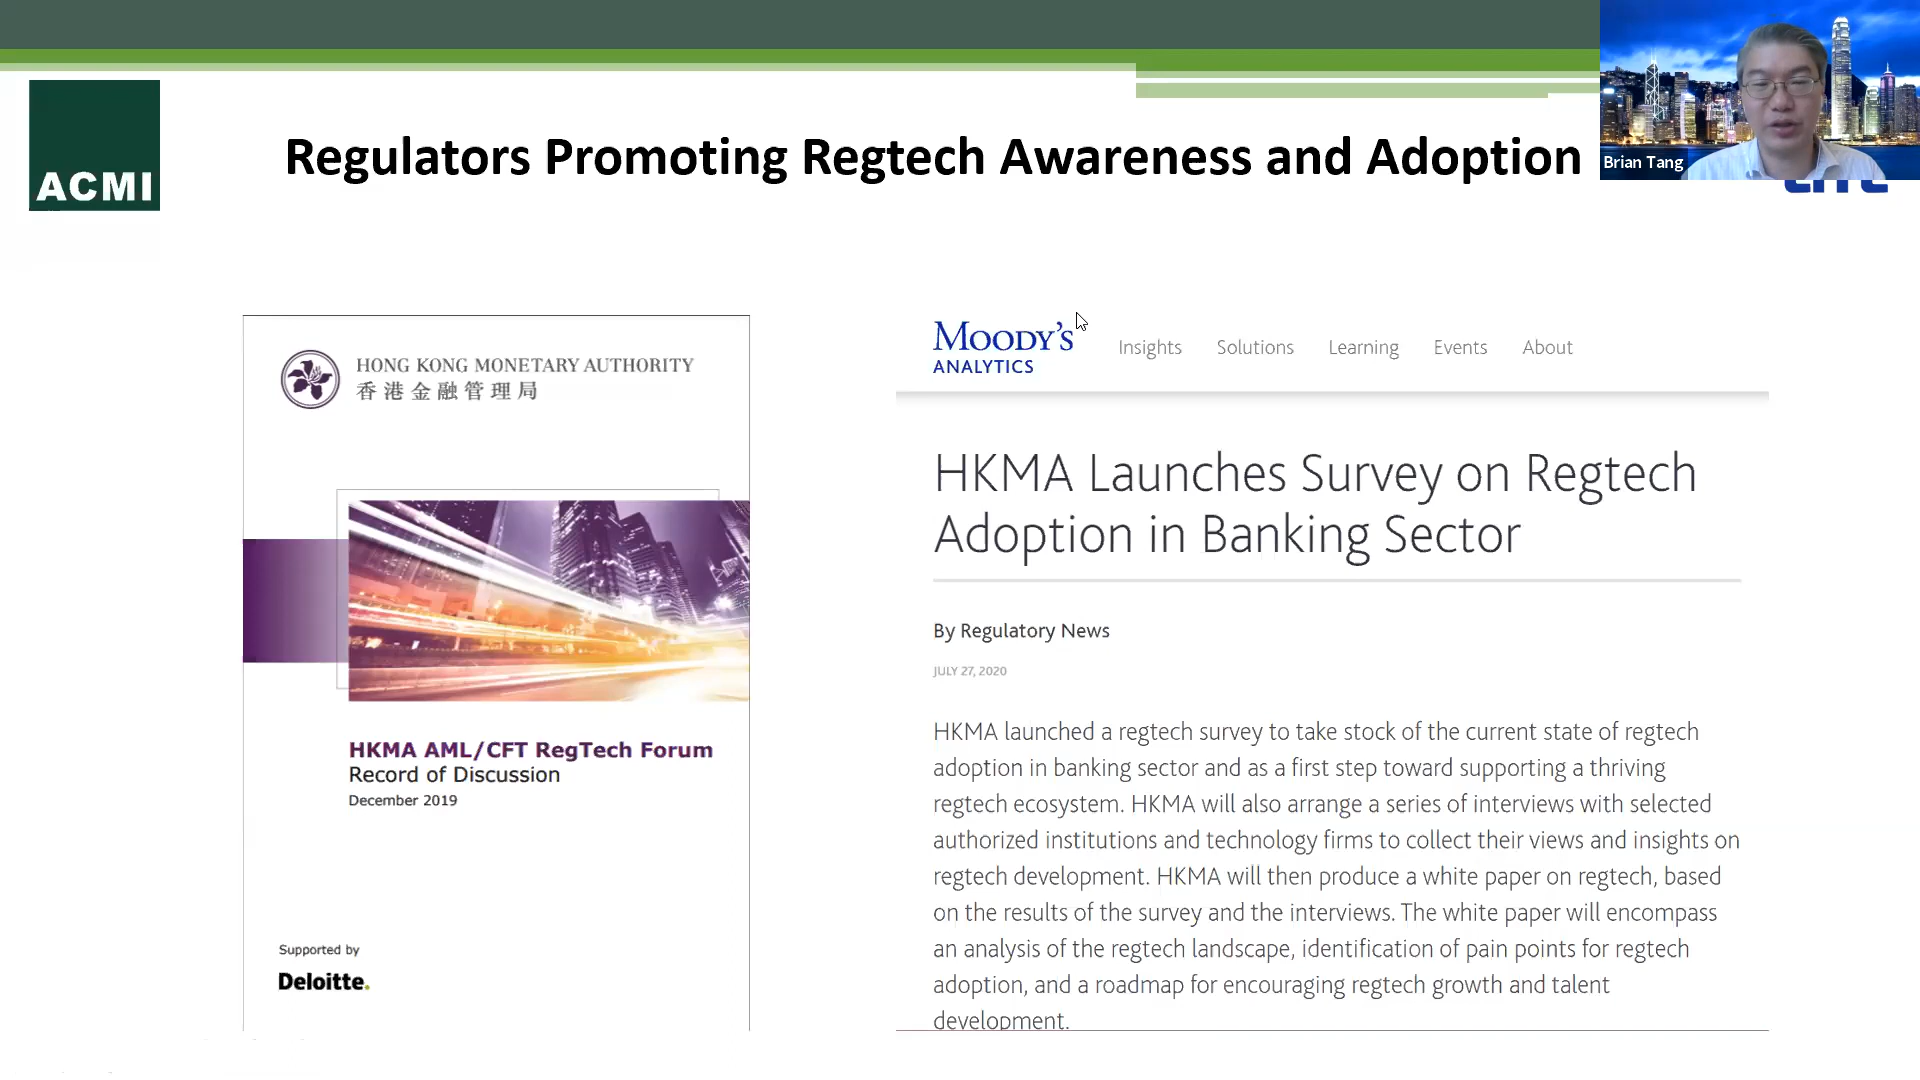 ACMI
Regulators Promoting Regtech Awareness and Adoption
Brian Tang
HONG KONG MONETARY AUTHORITY
香港金融管理局
HKMA AML/CFT RegTech Forum
Record of Discussion
December 2019
Supported by
Deloitte.
MOODY'S
ANALYTICS
Insights Solutions Learning Events About
HKMA Launches Survey on Regtech
Adoption in Banking Sector
By Regulatory News
JULY 27, 2020
HKMA launched a regtech survey to take stock of the current state of regtech
adoption in banking sector and as a first step toward supporting a thriving
regtech ecosystem. HKMA will also arrange a series of interviews with selected
authorized institutions and technology firms to collect their views and insights on
regtech development. HKMA will then produce a white paper on regtech, based
on the results of the survey and the interviews. The white paper will encompass
an analysis of the regtech landscape, identification of pain points for regtech
adoption, and a roadmap for encouraging regtech growth and talent
development.